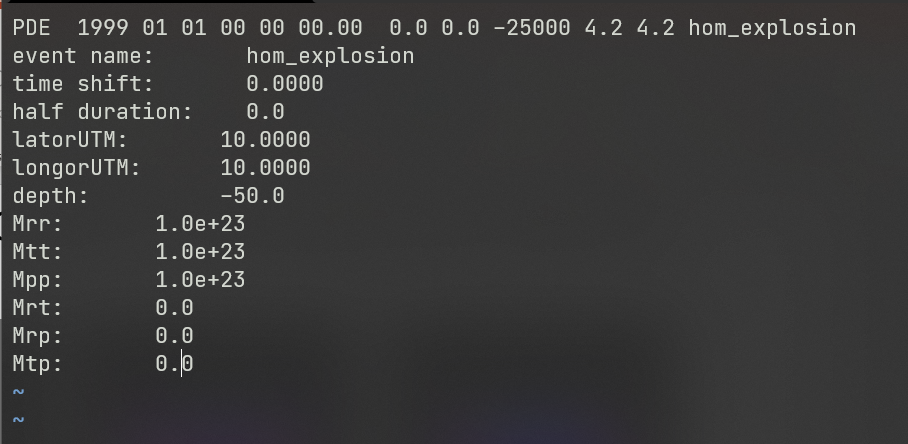 PDE  1999 01 01 00 00 00.00  0.0 0.0 -25000 4.2 4.2 hom_explosion
event name:       hom_explosion
time shift:       0.0000
half duration:    0.0
latorUTM:       10.0000
longorUTM:      10.0000
depth:          -50.0
Mrr:       1.0e+23
Mtt:       1.0e+23
Mpp:       1.0e+23
Mrt:       0.0
Mrp:       0.0
Mtp:       0.0
~
~